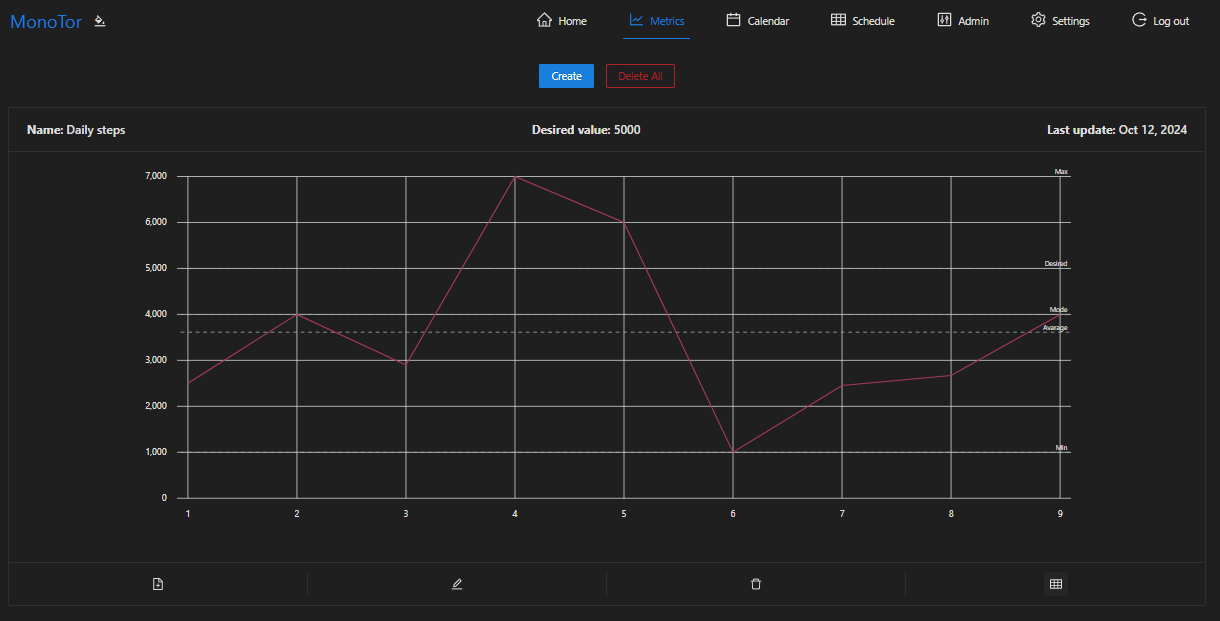 MonoTor
Home Metrics Calendar Schedule Admin Settings Log out
Create Delete All
Name: Daily steps Desired value: 5000 Last update: Oct 12, 2024
7,000
Max
6,000
5,000
Desired
4,000
Mode
Avarage
3,000
2,000
1,000
Min
0
1 2 3 4 5 6 7 8 9